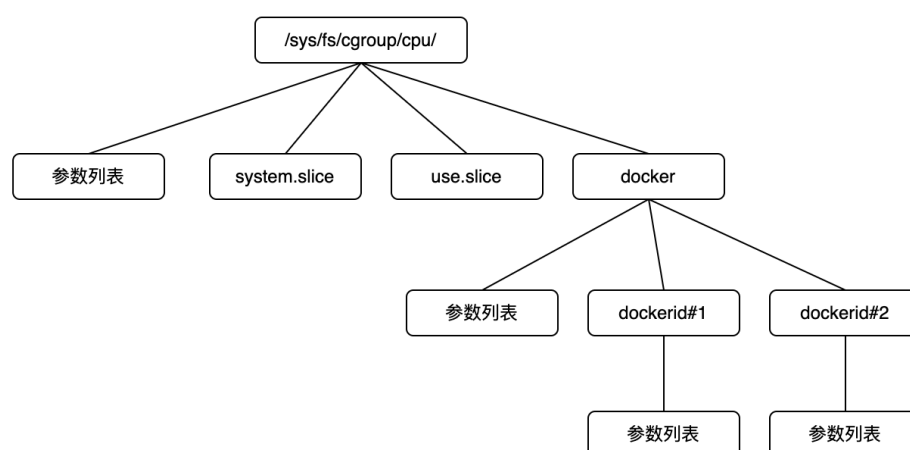 /sys/fs/cgroup/cpu/
参数列表
system.slice
use.slice
docker
参数列表
dockerid#1
dockerid#2
参数列表
参数列表